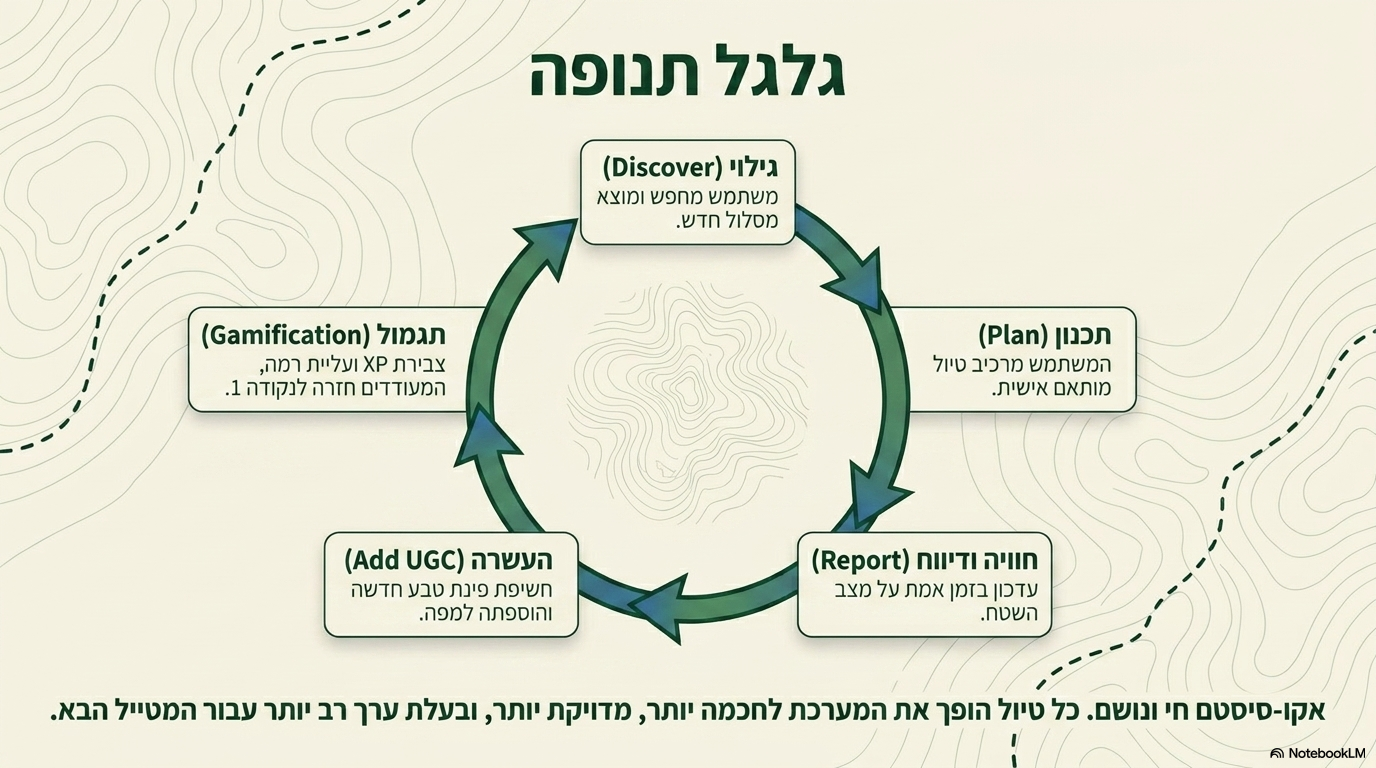 גלגל תנופה
גילוי (Discover)
משתמש מחפש ומוצא
מסלול חדש.
תכנון (Plan)
המשתמש מרכיב טיול
מותאם אישית.
חוויה ודיווח (Report)
עדכון בזמן אמת על מצב
השטח.
העשרה (Add UGC)
חשיפת פינת טבע חדשה
והוספתה למפה.
תגמול (Gamification)
צבירת XP ועליית רמה,
המעודדים חזרה לנקודה 1.
אקו-סיסטם חי ונושם. כל טיול הופך את המערכת לחכמה יותר, מדויקת יותר, ובעלת ערך רב יותר עבור המטייל הבא.
NotebookLM